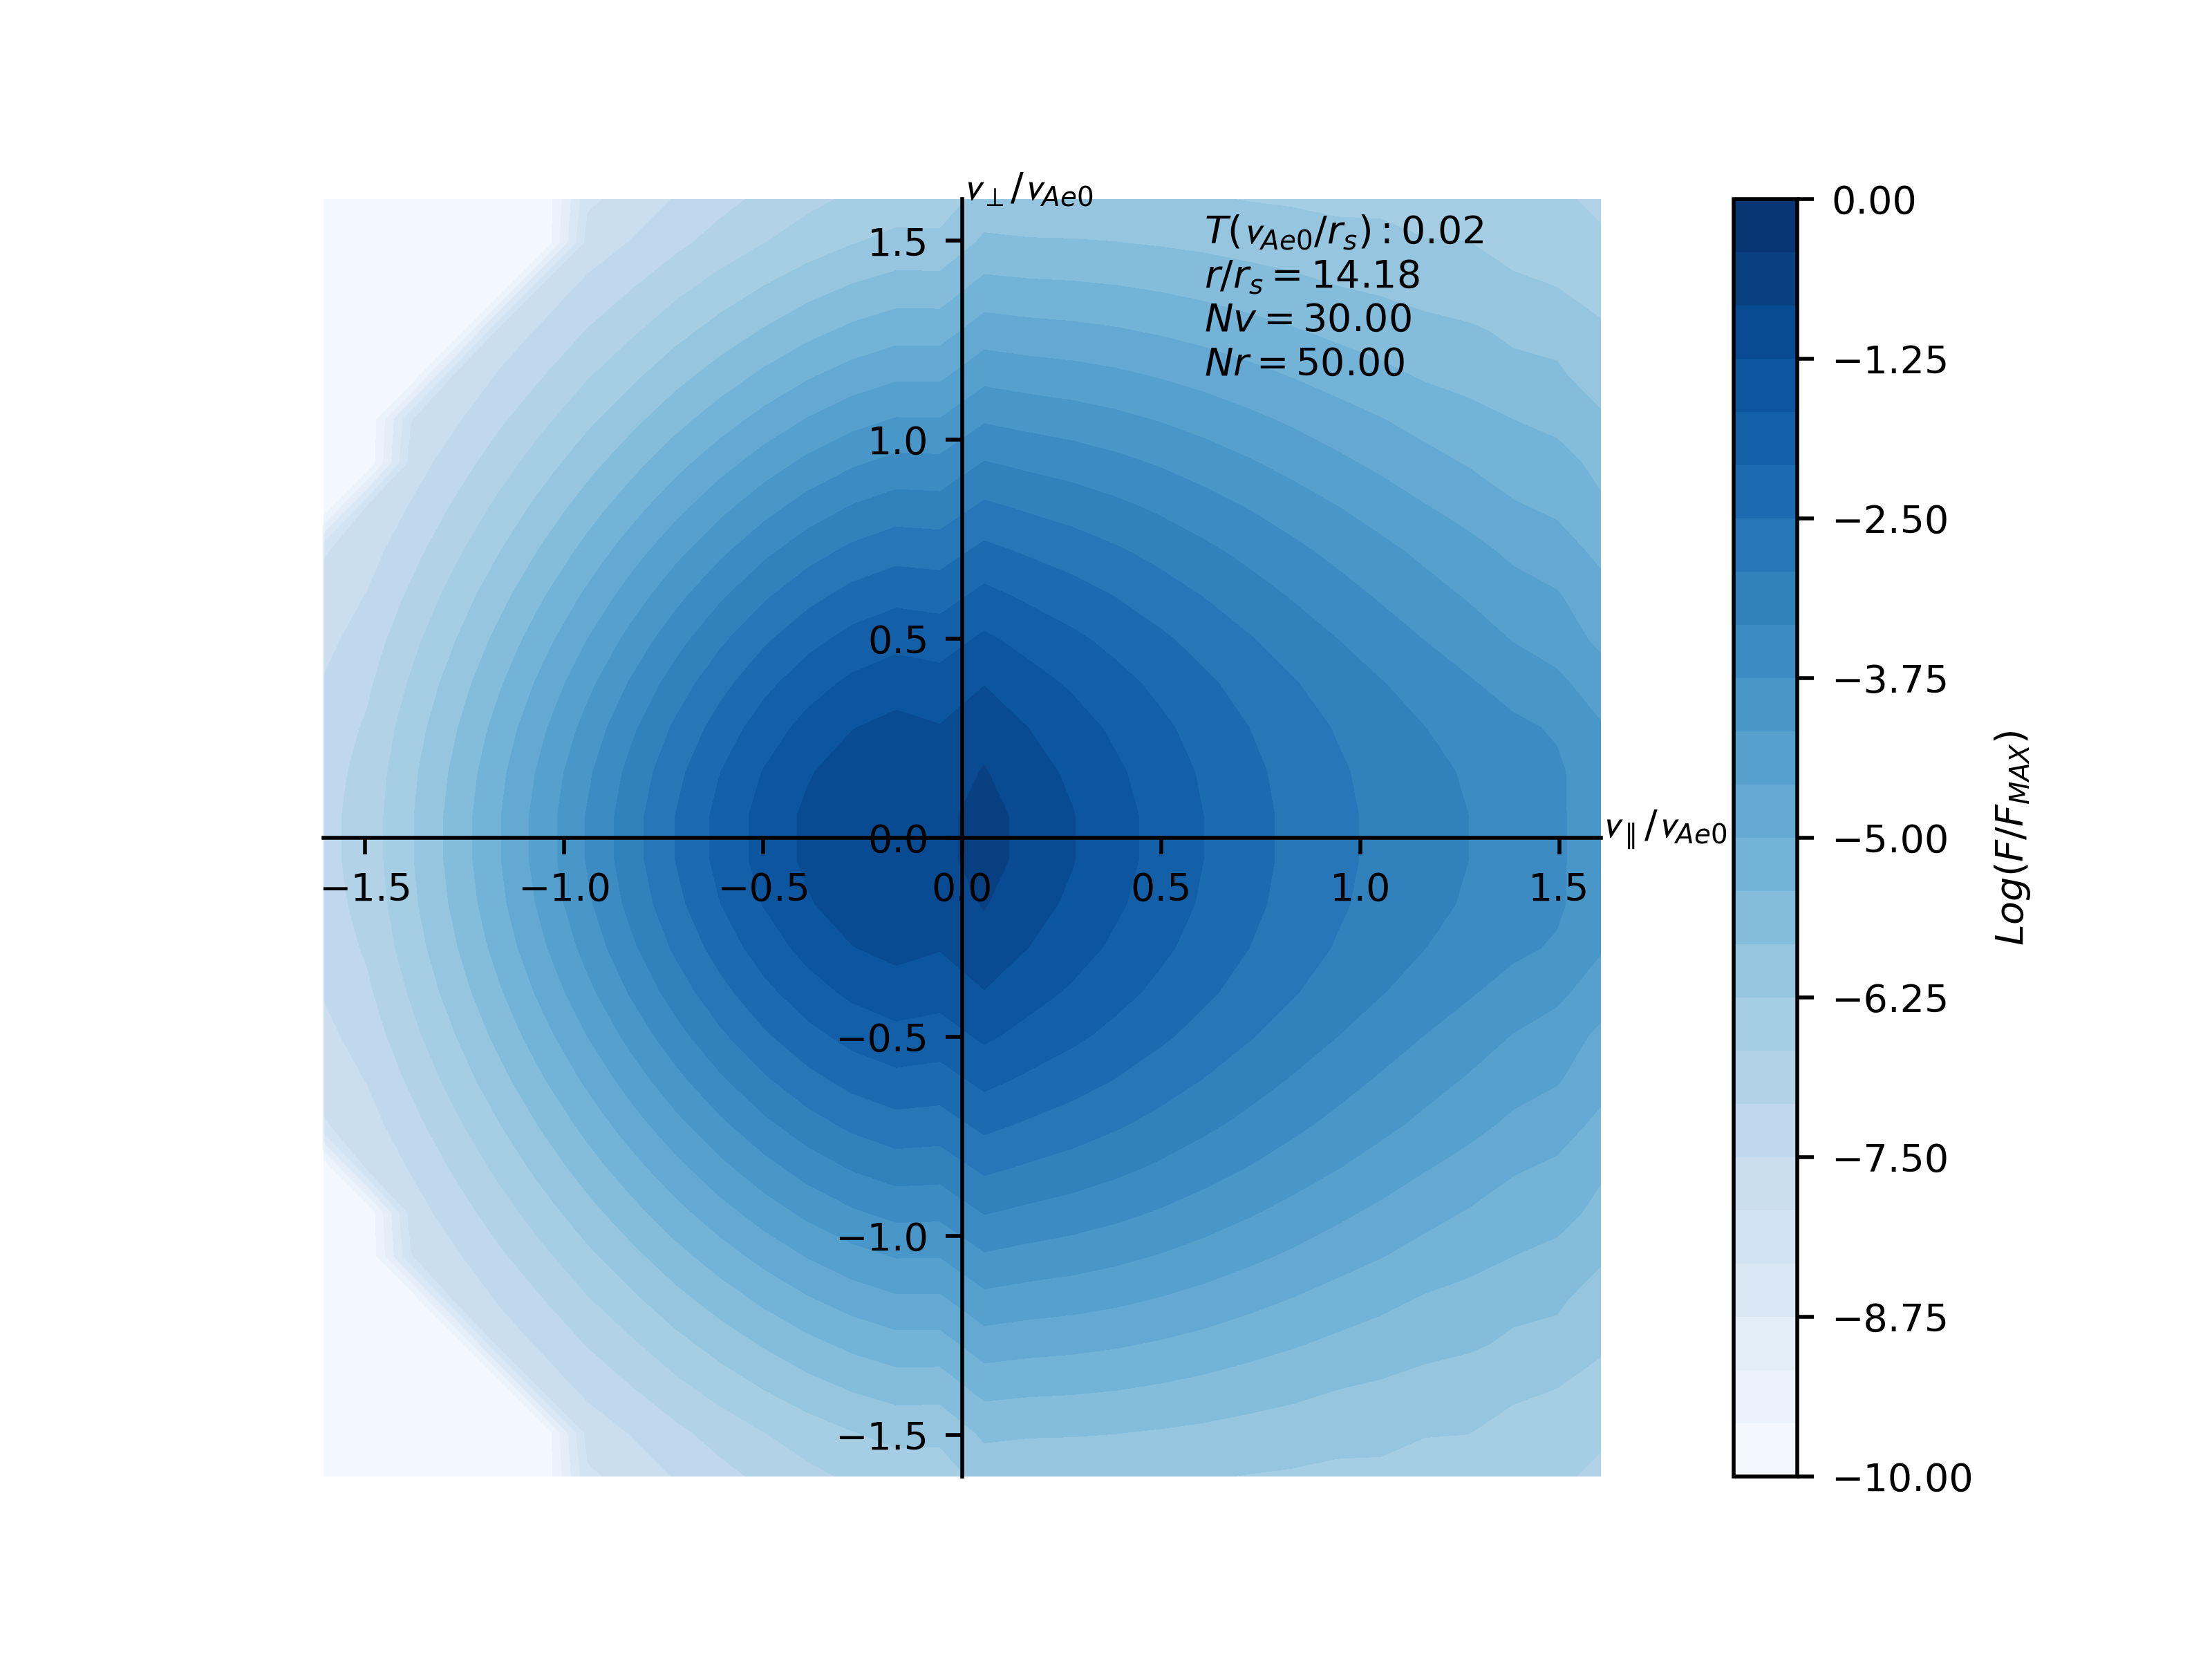 v⊥/vAe0
T(vAe0/rs) : 0.02
r/rs = 14.18
Nv = 30.00
Nr = 50.00
1.5
1.0
0.5
0.0
−0.5
−1.0
−1.5
−1.5 −1.0 −0.5 0.0 0.5 1.0 1.5
v∥/vAe0
0.00
−1.25
−2.50
−3.75
−5.00
−6.25
−7.50
−8.75
−10.00
Log(F/FMAX)